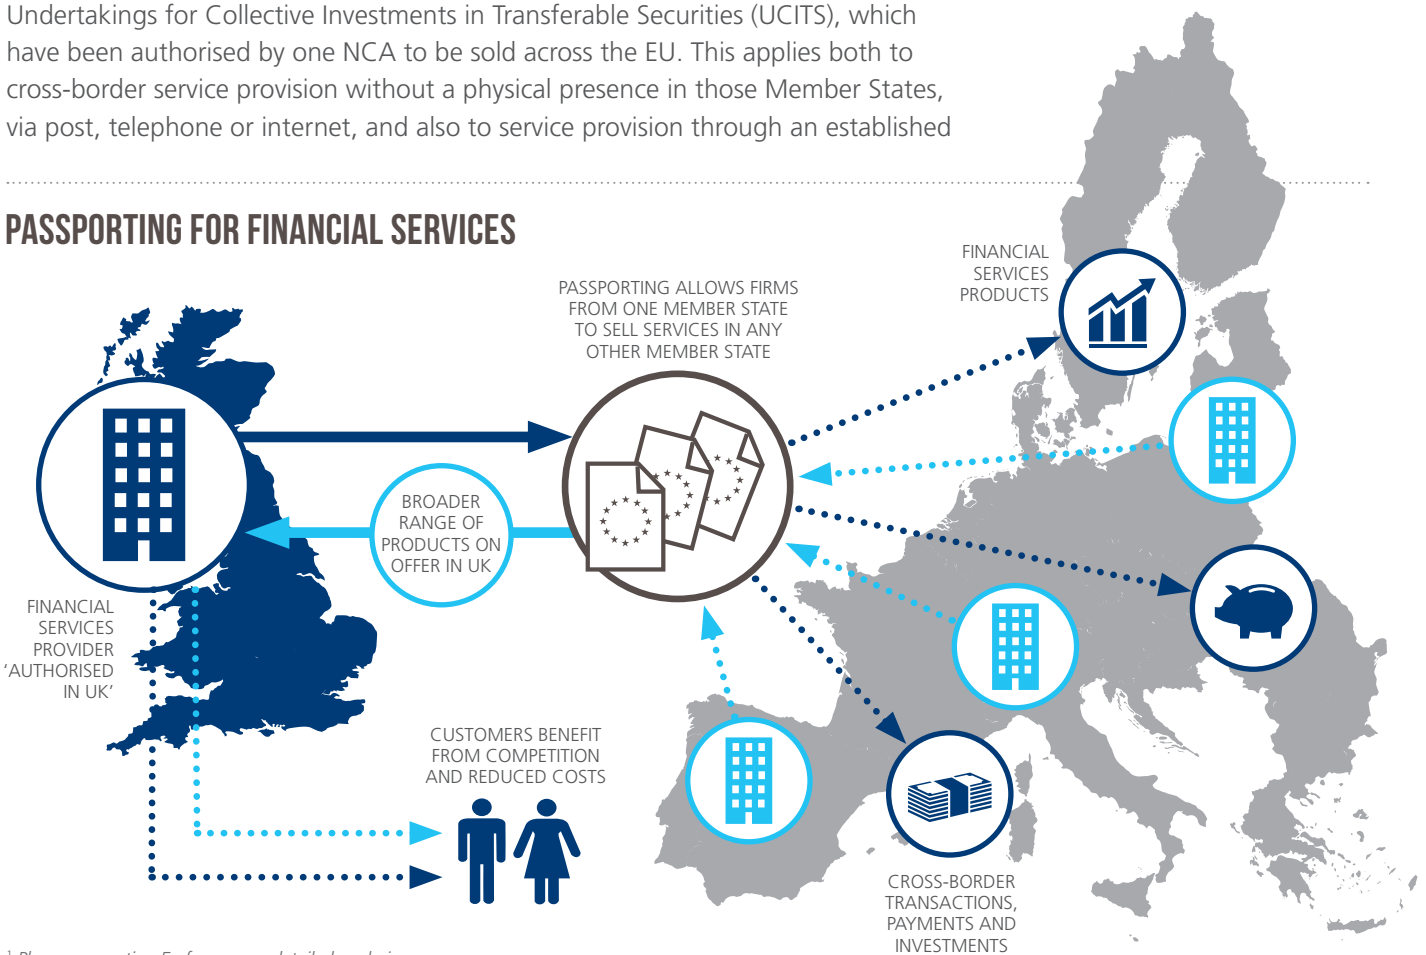 Undertakings for Collective Investments in Transferable Securities (UCITS), which
have been authorised by one NCA to be sold across the EU. This applies both to
cross-border service provision without a physical presence in those Member States,
via post, telephone or internet, and also to service provision through an established
PASSPORTING FOR FINANCIAL SERVICES
PASSPORTING ALLOWS FIRMS
FROM ONE MEMBER STATE
TO SELL SERVICES IN ANY
OTHER MEMBER STATE
FINANCIAL
SERVICES
PRODUCTS
BROADER
RANGE OF
PRODUCTS ON
OFFER IN UK
FINANCIAL
SERVICES
PROVIDER
‘AUTHORISED
IN UK’
CUSTOMERS BENEFIT
FROM COMPETITION
AND REDUCED COSTS
CROSS-BORDER
TRANSACTIONS,
PAYMENTS AND
INVESTMENTS